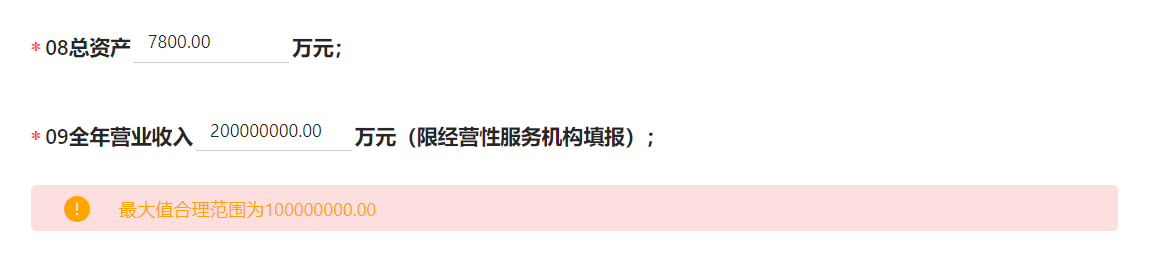 * 08总资产 7800.00 万元；
* 09全年营业收入 200000000.00 万元（限经营性服务机构填报）；
! 最大值合理范围为100000000.00